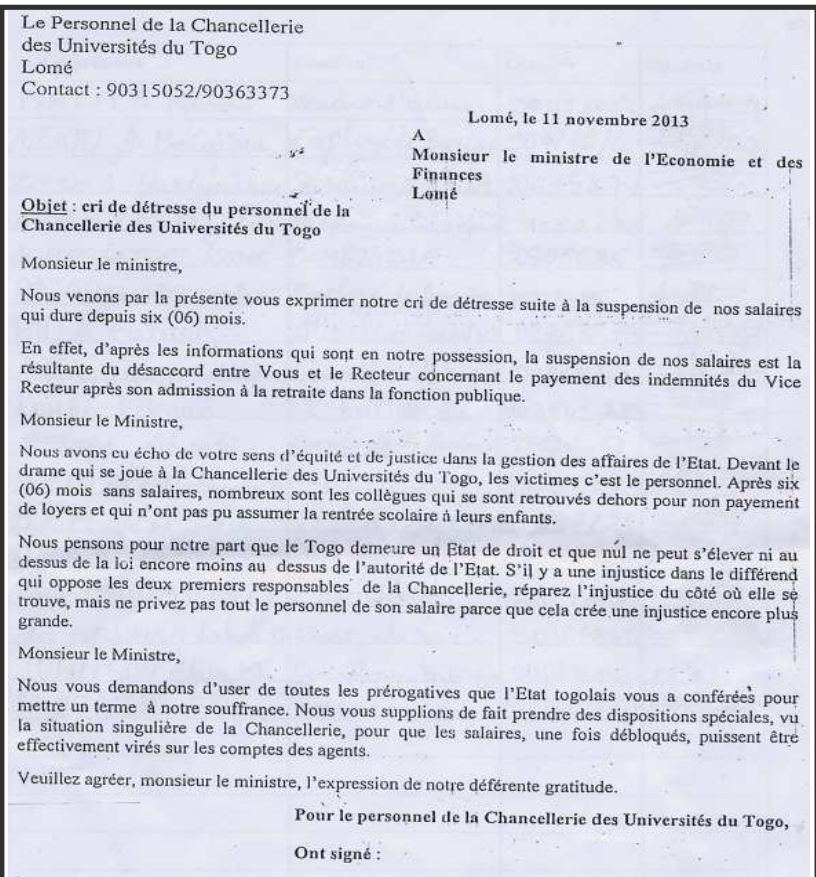 Le Personnel de la Chancellerie
des Universités du Togo
Lomé
Contact : 90315052/90363373
Lomé, le 11 novembre 2013
A
Monsieur le ministre de l'Economie et des
Finances
Lomé
Objet : cri de détresse du personnel de la
Chancellerie des Universités du Togo
Monsieur le ministre,
Nous venons par la présente vous exprimer notre cri de détresse suite à la suspension de nos salaires
qui dure depuis six (06) mois.
En effet, d'après les informations qui sont en notre possession, la suspension de nos salaires est la
résultante du désaccord entre Vous et le Recteur concernant le payement des indemnités du Vice
Recteur après son admission à la retraite dans la fonction publique.
Monsieur le Ministre,
Nous avons eu écho de votre sens d'équité et de justice dans la gestion des affaires de l'Etat. Devant le
drame qui se joue à la Chancellerie des Universités du Togo, les victimes c'est le personnel. Après six
(06) mois sans salaires, nombreux sont les collègues qui se sont retrouvés dehors pour non payement
de loyers et qui n'ont pas pu assumer la rentrée scolaire à leurs enfants.
Nous pensons pour notre part que le Togo demeure un Etat de droit et que nul ne peut s'élever ni au
dessus de la loi encore moins au dessus de l'autorité de l'Etat. S'il y a une injustice dans le différend
qui oppose les deux premiers responsables de la Chancellerie, réparez l'injustice du côté où elle se
trouve, mais ne privez pas tout le personnel de son salaire parce que cela crée une injustice encore plus
grande.
Monsieur le Ministre,
Nous vous demandons d'user de toutes les prérogatives que l'Etat togolais vous a conférées pour
mettre un terme à notre souffrance. Nous vous supplions de fait prendre des dispositions spéciales, vu
la situation singulière de la Chancellerie, pour que les salaires, une fois débloqués, puissent être
effectivement virés sur les comptes des agents.
Veuillez agréer, monsieur le ministre, l'expression de notre déférente gratitude.
Pour le personnel de la Chancellerie des Universités du Togo,
Ont signé :